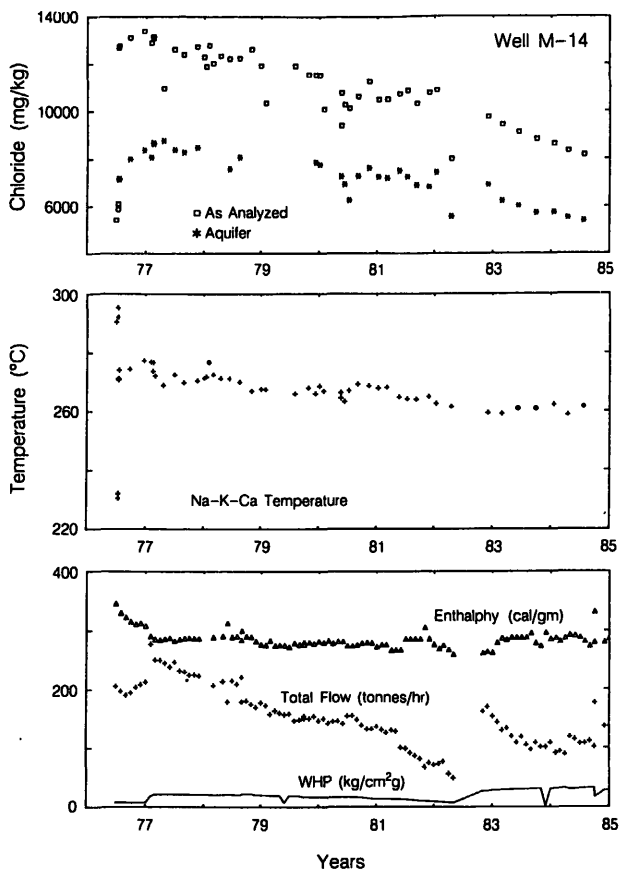 Well M-14
Chloride (mg/kg)
14000
10000
6000
□ As Analyzed
✱ Aquifer
77 79 81 83 85
Temperature (ºC)
300
260
220
Na-K-Ca Temperature
77 79 81 83 85
400
200
0
Enthalphy (cal/gm)
Total Flow (tonnes/hr)
WHP (kg/cm²g)
77 79 81 83 85
Years